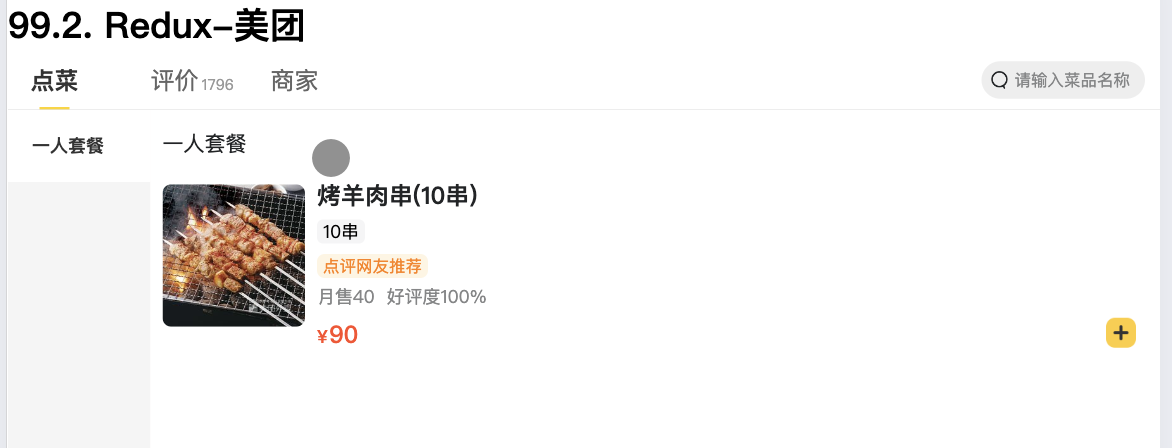 99.2. Redux-美团
点菜 评价 1796 商家 请输入菜品名称
一人套餐 一人套餐
烤羊肉串(10串)
10串
点评网友推荐
月售40 好评度100%
¥90